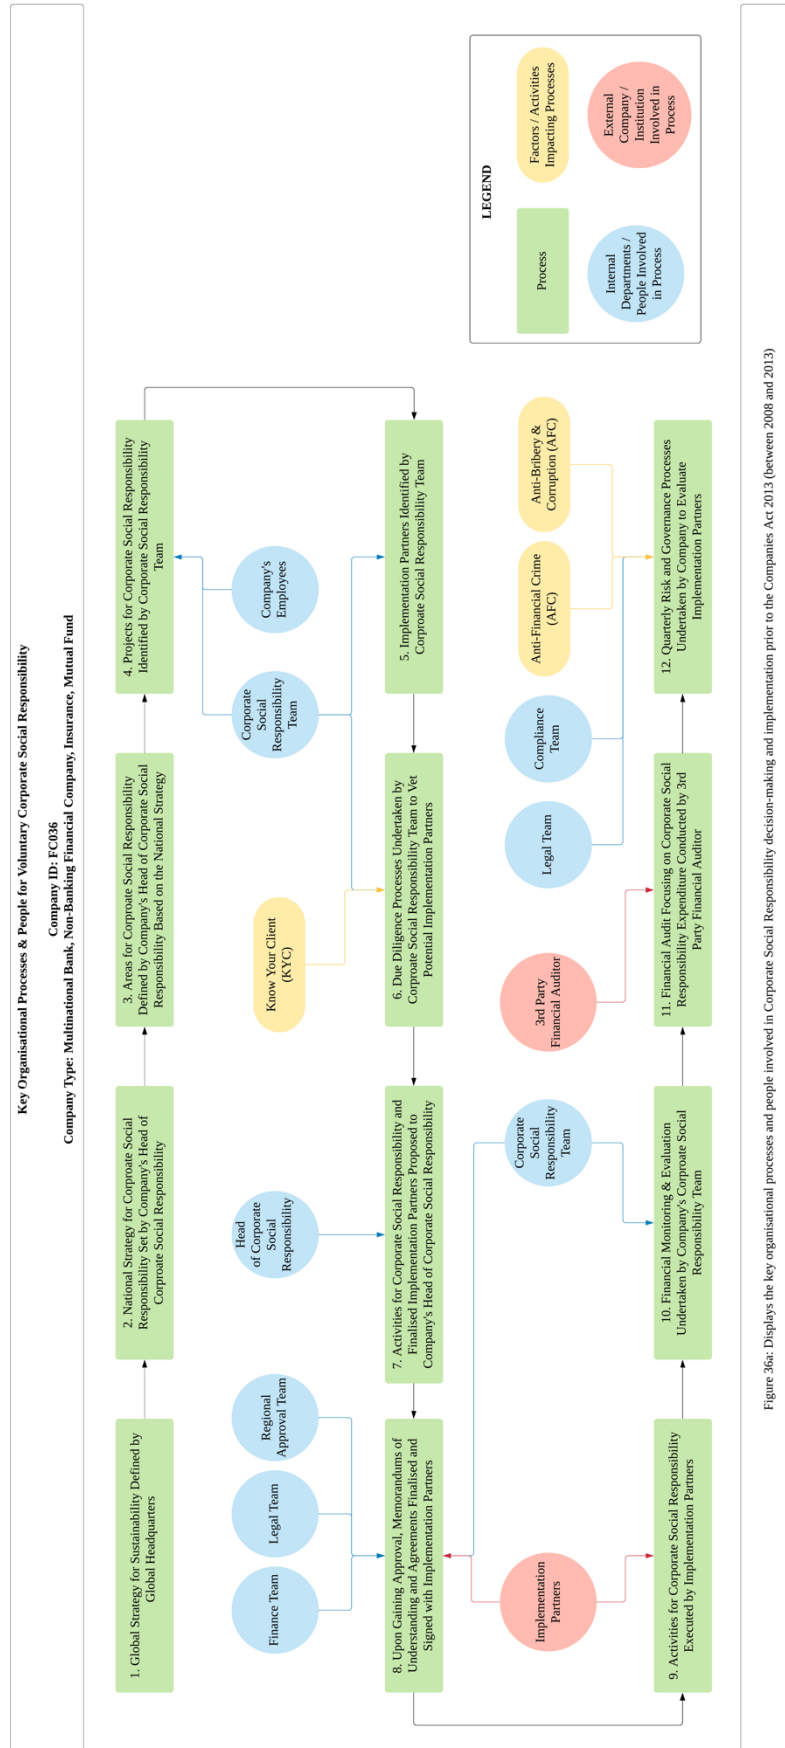 Key Organisational Processes & People for Voluntary Corporate Social Responsibility
Company ID: FC036
Company Type: Multinational Bank, Non-Banking Financial Company, Insurance, Mutual Fund
1. Global Strategy for Sustainability Defined by
Global Headquarters
2. National Strategy for Corproate Social
Responsibility Set by Company's Head of
Corproate Social Responsibility
3. Areas for Corproate Social Responsibility
Defined by Company's Head of Corporate Social
Responsibility Based on the National Strategy
4. Projects for Corporate Social Responsibility
Identified by Corporate Social Responsibility
Team
Finance Team
Legal Team
Regional
Approval Team
Head
of Corporate
Social
Responsibility
Know Your Client
(KYC)
Corporate
Social
Responsibility
Team
Company's
Employees
8. Upon Gaining Approval, Memorandums of
Understanding and Agreements Finalised and
Signed with Implementation Partners
7. Activities for Corporate Social Responsibility and
Finalised Implementation Partners Proposed to
Company's Head of Corporate Social Responsibility
6. Due Diligence Processes Undertaken by
Corproate Social Responsibility Team to Vet
Potential Implementation Partners
5. Implementation Partners Identified by
Corproate Social Responsibility Team
Implementation
Partners
Corporate
Social
Responsibility
Team
3rd Party
Financial Auditor
Legal Team
Compliance
Team
Anti-Financial Crime
(AFC)
Anti-Bribery &
Corruption (AFC)
9. Activities for Corporate Social Responsibility
Executed by Implementation Partners
10. Financial Monitoring & Evaluation
Undertaken by Company's Corproate Social
Responsibility Team
11. Financial Audit Focusing on Corporate Social
Responsibility Expenditure Conducted by 3rd
Party Financial Auditor
12. Quarterly Risk and Governance Processes
Undertaken by Company to Evaluate
Implementation Partners
LEGEND
Process
Factors / Activities
Impacting Processes
Internal
Departments /
People Involved
in Process
External
Company /
Institution
Involved in
Process
Figure 36a: Displays the key organisational processes and people involved in Corporate Social Responsibility decision-making and implementation prior to the Companies Act 2013 (between 2008 and 2013)